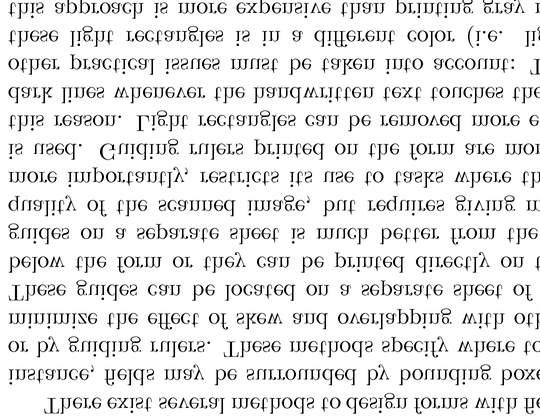 There exist several methods to design forms with fie
instance, fields may be surrounded by bounding boxe
or by guiding rulers. These methods specify where to
minimize the effect of skew and overlapping with oth
These guides can be located on a separate sheet of
below the form or they can be printed directly on t
guides on a separate sheet is much better from the
quality of the scanned image, but requires giving m
more importantly, restricts its use to tasks where th
is used. Guiding rulers printed on the form are mor
this reason. Light rectangles can be removed more e
dark lines whenever the handwritten text touches the
other practical issues must be taken into account: T
these light rectangles is in a different color (i.e. lig
this approach is more expensive than printing gray r